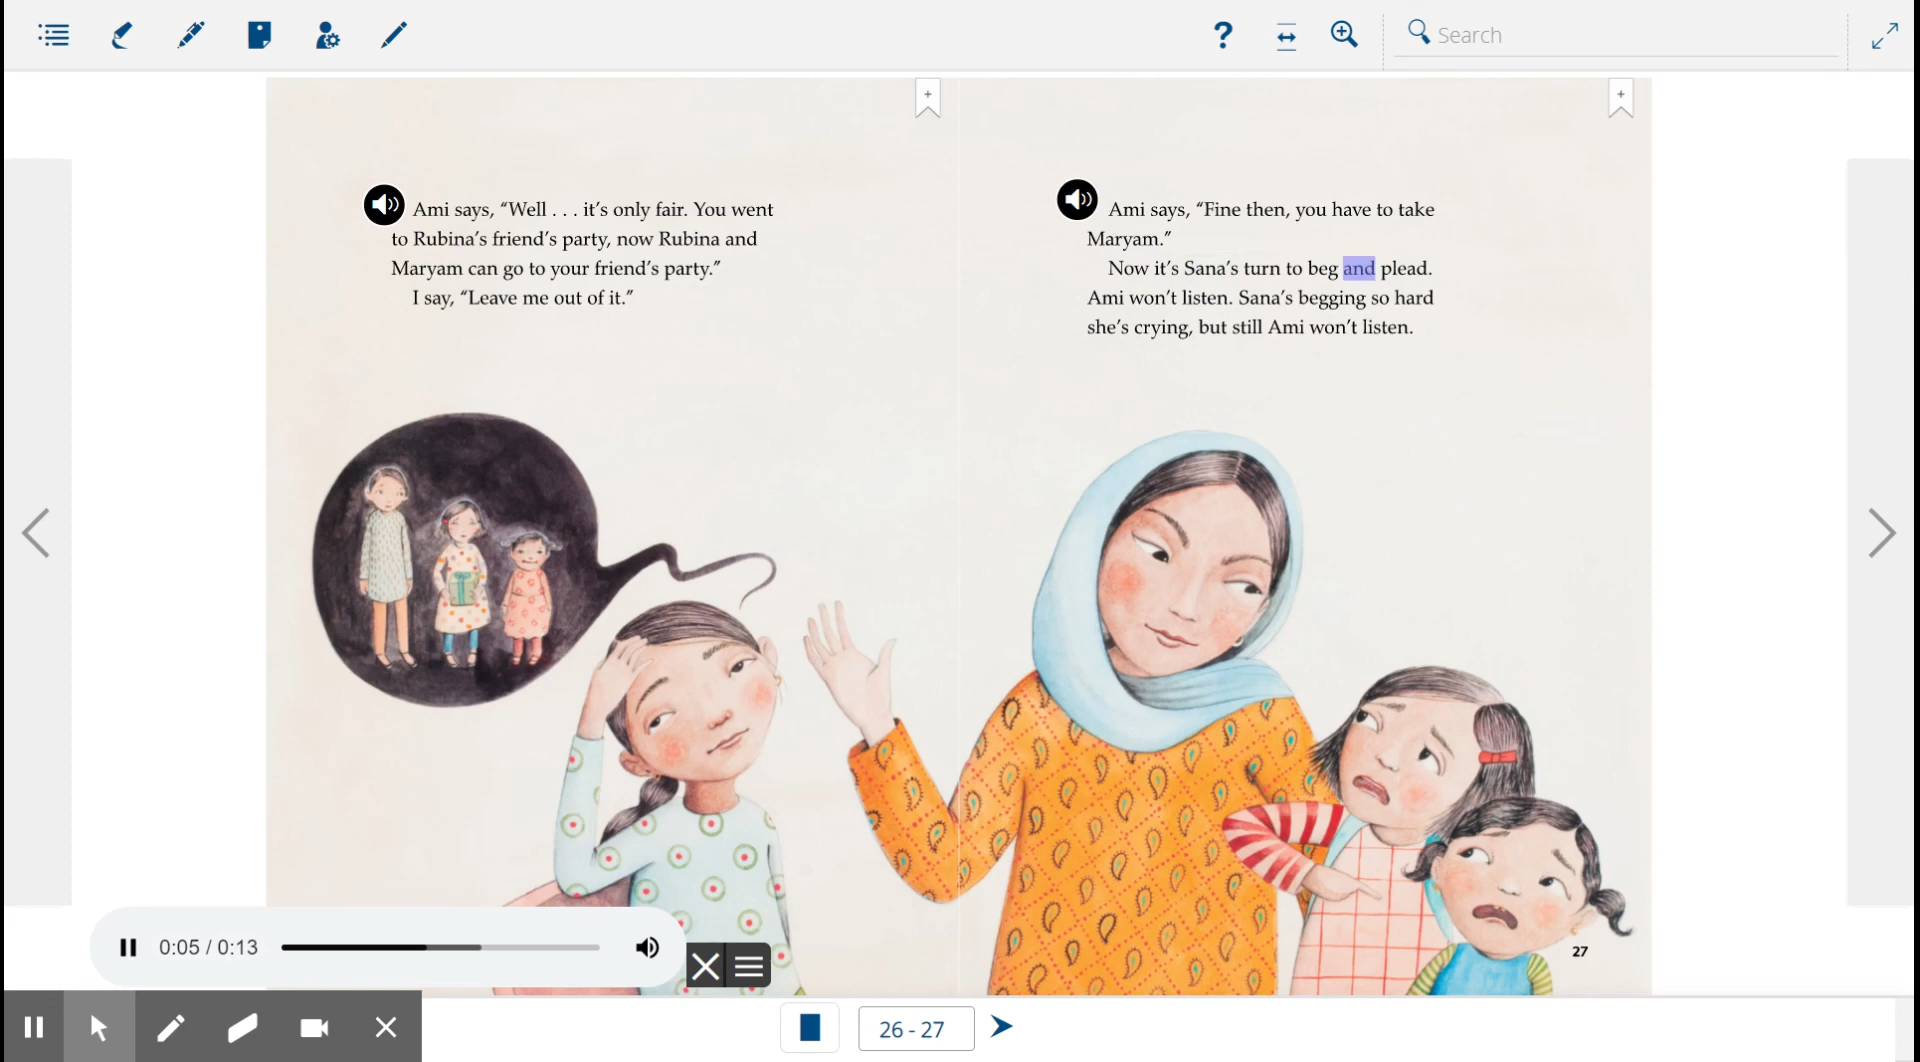 Search
Ami says, “Well . . . it’s only fair. You went
to Rubina’s friend’s party, now Rubina and
Maryam can go to your friend’s party.”
I say, “Leave me out of it.”
Ami says, “Fine then, you have to take
Maryam.”
Now it’s Sana’s turn to beg and plead.
Ami won’t listen. Sana’s begging so hard
she’s crying, but still Ami won’t listen.
27
0:05 / 0:13
26 - 27